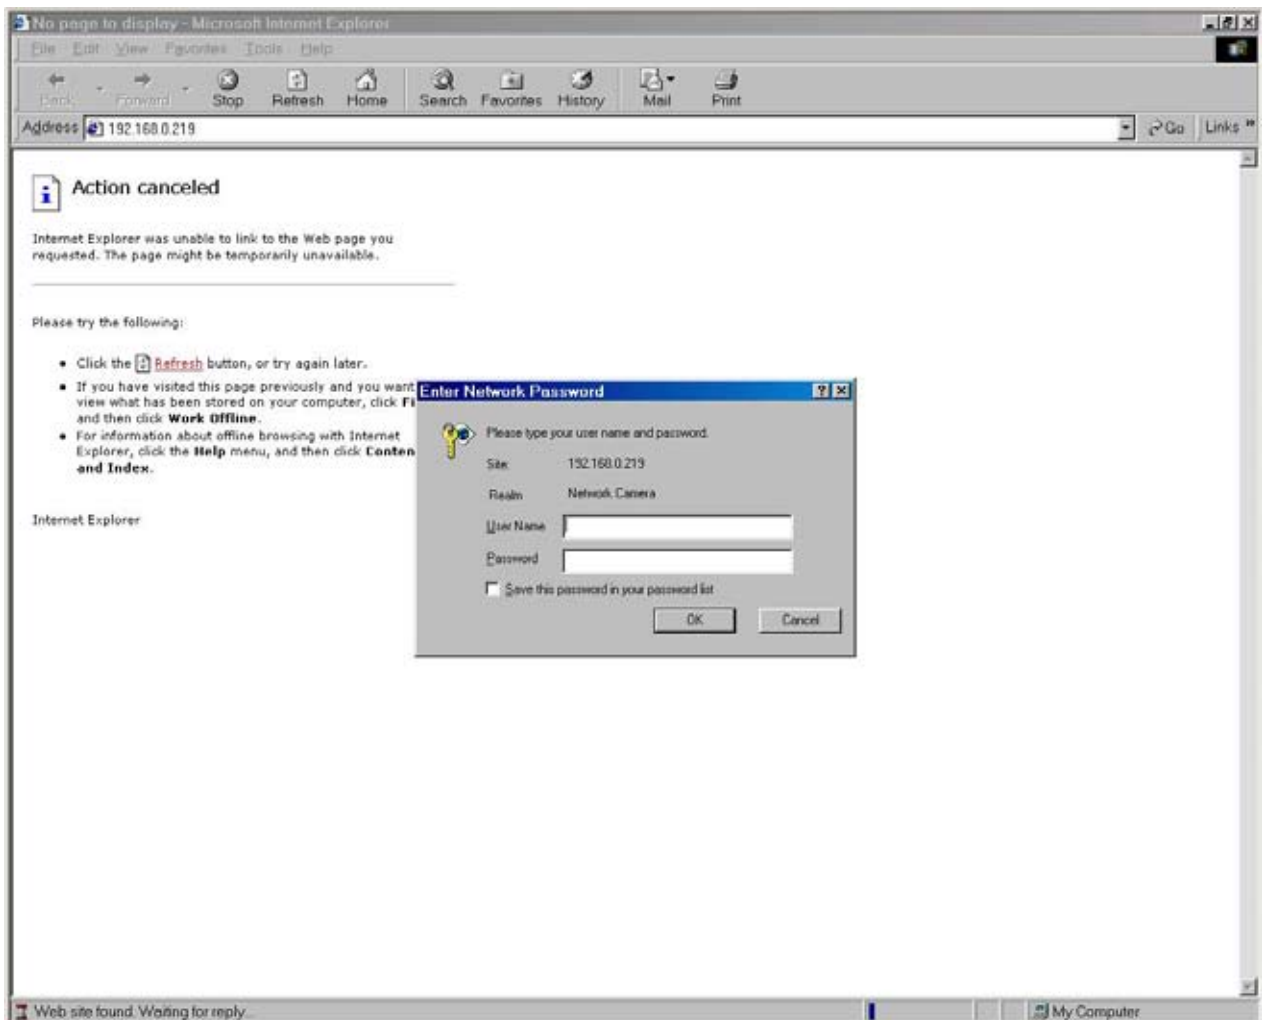 No page to display - Microsoft Internet Explorer
File Edit View Favorites Tools Help
Back Forward Stop Refresh Home Search Favorites History Mail Print
Address 192.168.0.219 Go Links »
Action canceled
Internet Explorer was unable to link to the Web page you
requested. The page might be temporarily unavailable.
Please try the following:
• Click the Refresh button, or try again later.
• If you have visited this page previously and you want
view what has been stored on your computer, click Fi
and then click Work Offline.
• For information about offline browsing with Internet
Explorer, click the Help menu, and then click Conten
and Index.
Internet Explorer
Enter Network Password
Please type your user name and password.
Site: 192.168.0.219
Realm Network Camera
User Name
Password
Save this password in your password list
OK Cancel
Web site found. Waiting for reply... My Computer